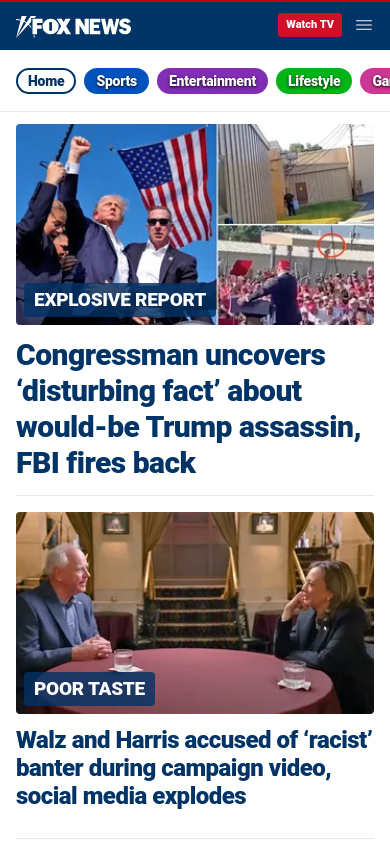 FOX NEWS
Watch TV
Home
Sports
Entertainment
Lifestyle
Ga
EXPLOSIVE REPORT
Congressman uncovers
‘disturbing fact’ about
would-be Trump assassin,
FBI fires back
POOR TASTE
Walz and Harris accused of ‘racist’
banter during campaign video,
social media explodes